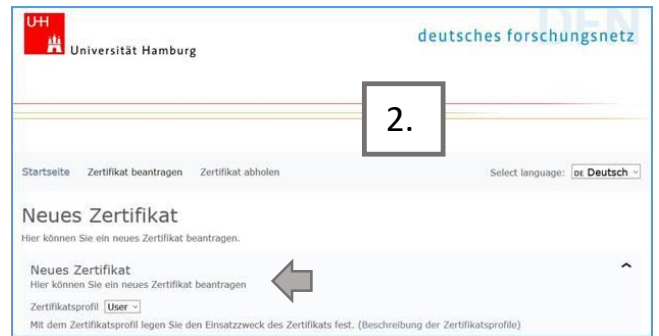 UH
DFN
Universität Hamburg
deutsches forschungsnetz
2.
Startseite Zertifikat beantragen Zertifikat abholen Select language: DE Deutsch
Neues Zertifikat
Hier können Sie ein neues Zertifikat beantragen.
Neues Zertifikat
Hier können Sie ein neues Zertifikat beantragen
Zertifikatsprofil User
Mit dem Zertifikatsprofil legen Sie den Einsatzzweck des Zertifikats fest. (Beschreibung der Zertifikatsprofile)